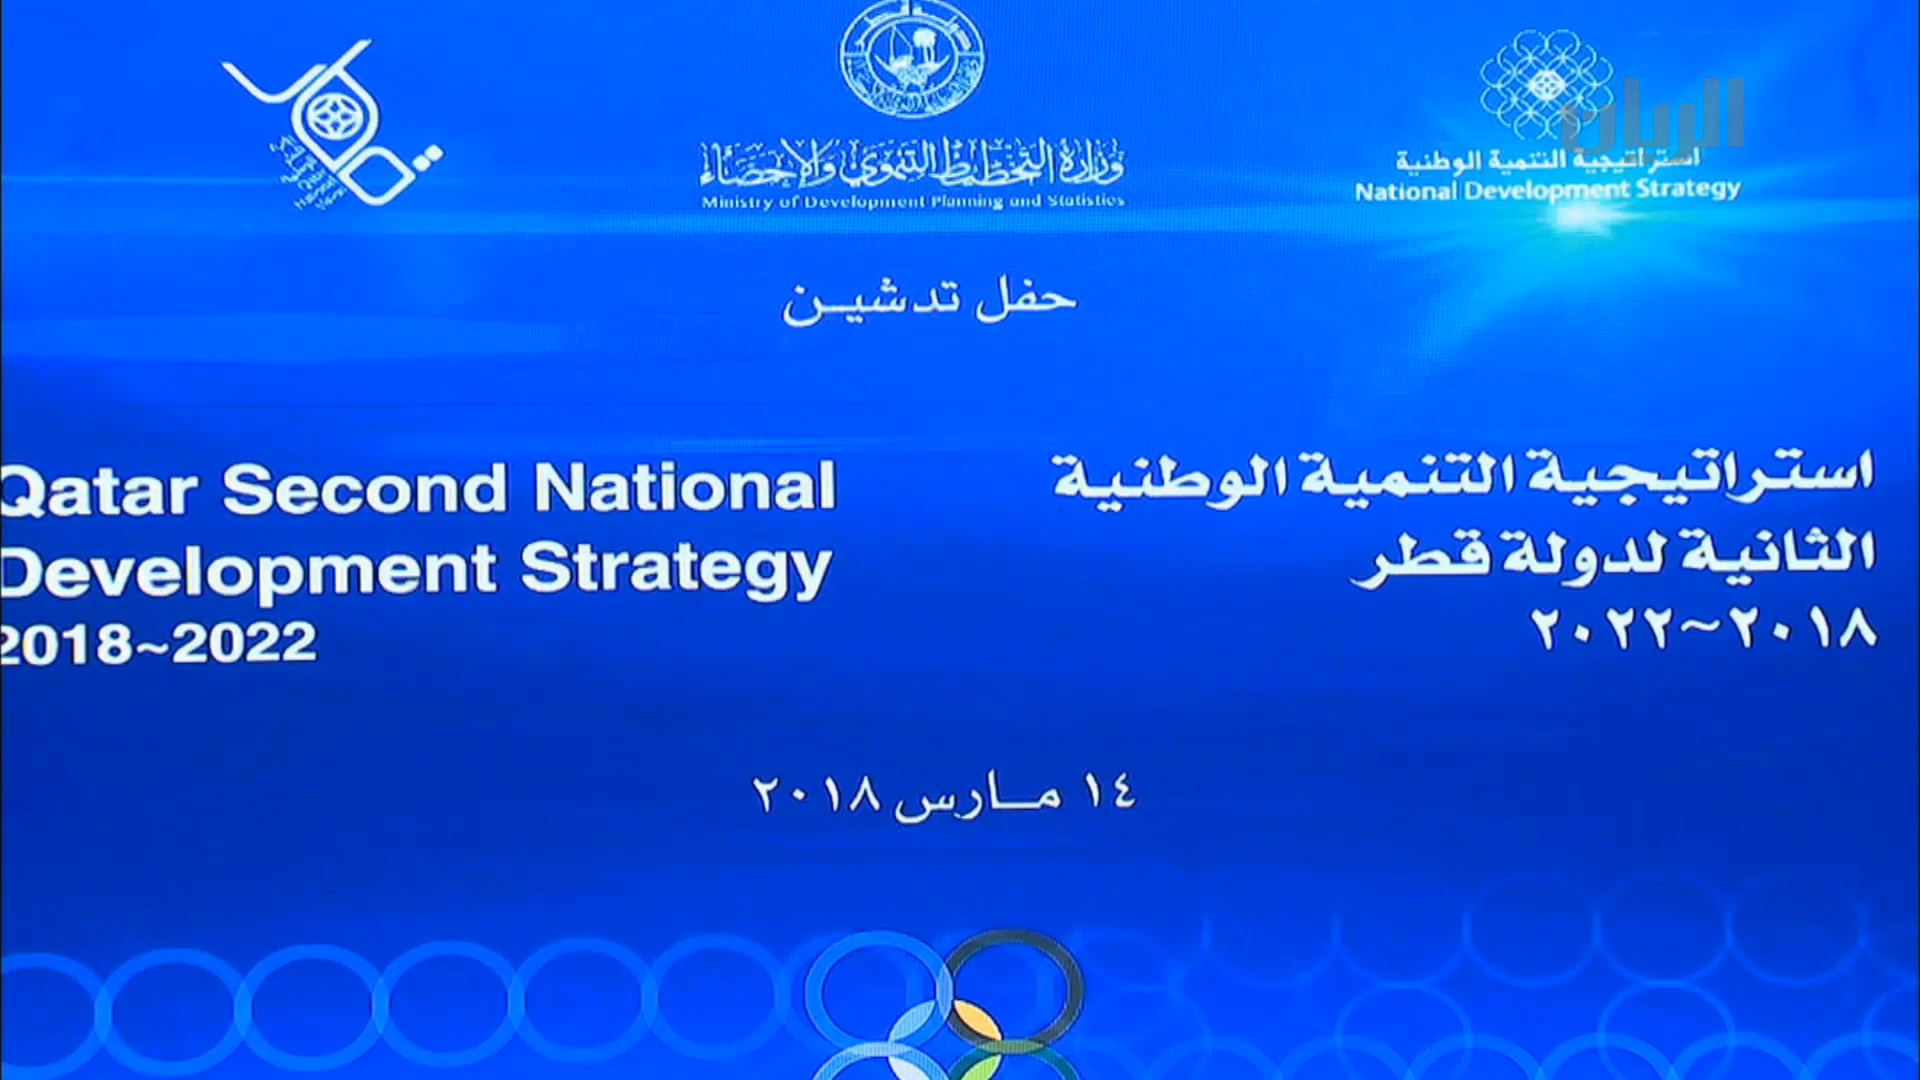 وزارة التخطيط التنموي والإحصاء
Ministry of Development Planning and Statistics
الريان
استراتيجية التنمية الوطنية
National Development Strategy
حفل تدشين
استراتيجية التنمية الوطنية
الثانية لدولة قطر
٢٠١٨~٢٠٢٢
Qatar Second National
Development Strategy
2018~2022
١٤ مارس ٢٠١٨